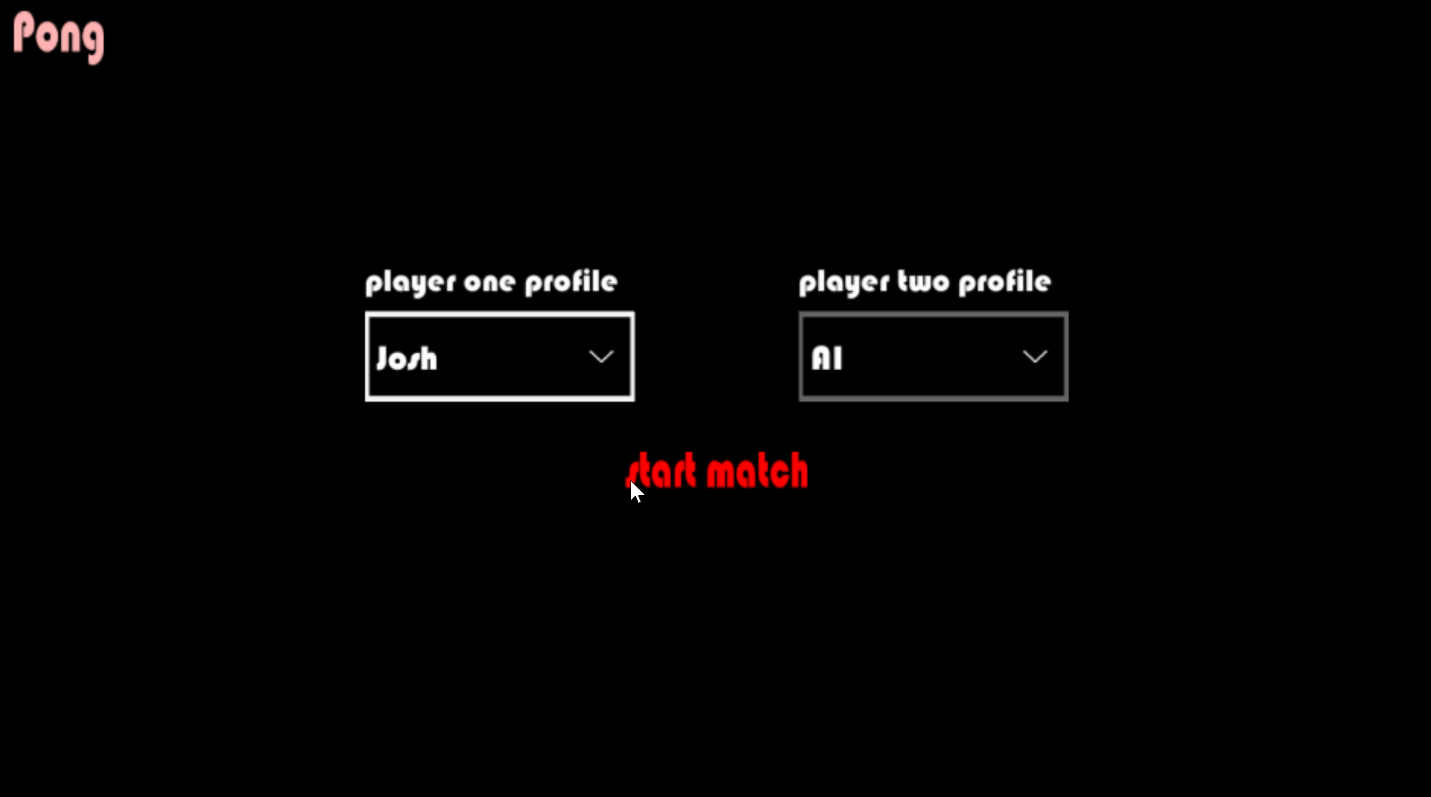 Pong
player one profile
player two profile
Josh
AI
start match